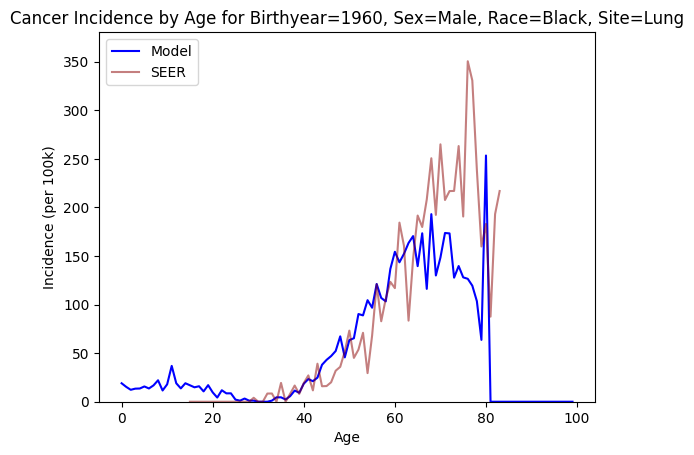 Cancer Incidence by Age for Birthyear=1960, Sex=Male, Race=Black, Site=Lung
Model
SEER
350
300
250
200
150
100
50
0
Incidence (per 100k)
0 20 40 60 80 100
Age